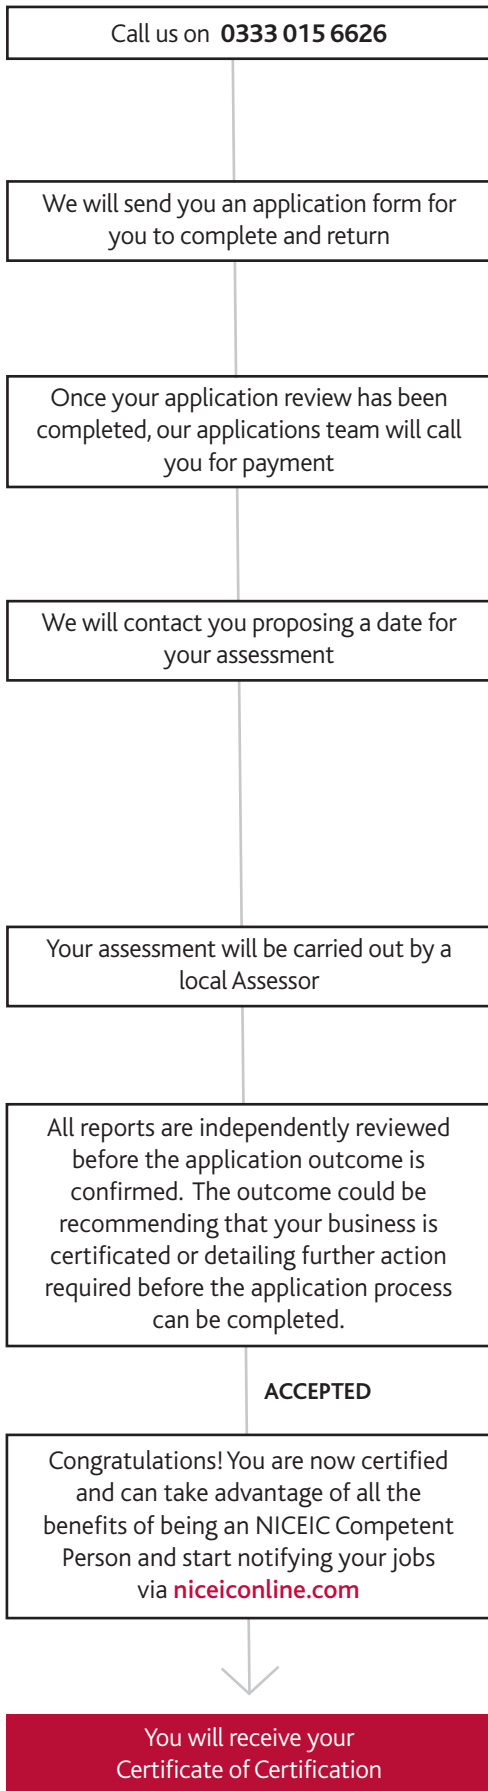 Call us on 0333 015 6626
We will send you an application form for
you to complete and return
Once your application review has been
completed, our applications team will call
you for payment
We will contact you proposing a date for
your assessment
Your assessment will be carried out by a
local Assessor
All reports are independently reviewed
before the application outcome is
confirmed. The outcome could be
recommending that your business is
certificated or detailing further action
required before the application process
can be completed.
ACCEPTED
Congratulations! You are now certified
and can take advantage of all the
benefits of being an NICEIC Competent
Person and start notifying your jobs
via niceiconline.com
You will receive your
Certificate of Certification